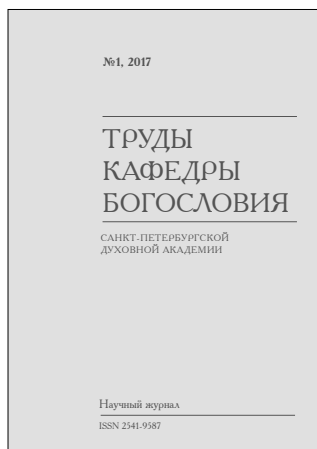 №1, 2017
ТРУДЫ
КАФЕДРЫ
БОГОСЛОВИЯ
САНКТ-ПЕТЕРБУРГСКОЙ
ДУХОВНОЙ АКАДЕМИИ
Научный журнал
ISSN 2541-9587